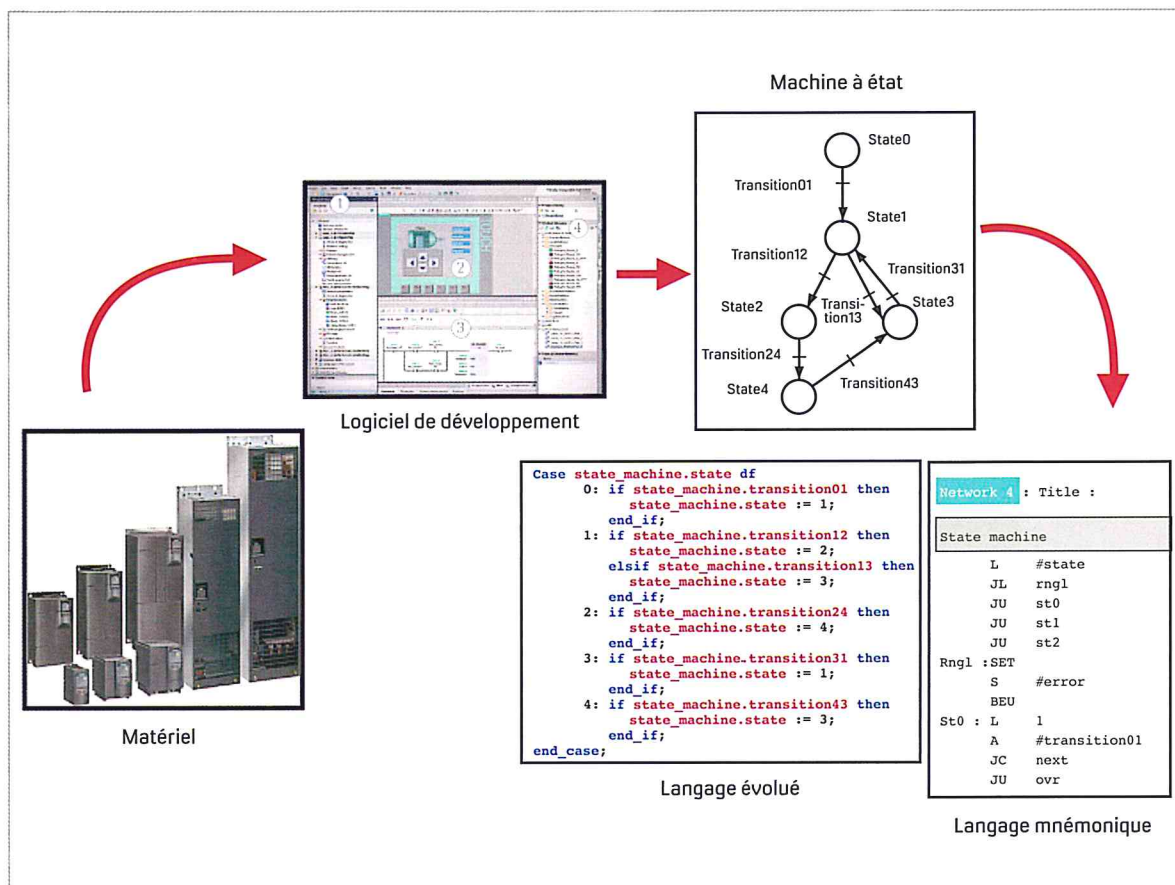 Machine à état
State0
Transition01
State1
Transition12
Transition31
State2
Transi-
tion13
State3
Transition24
State4
Transition43
1
2
3
4
Logiciel de développement
Matériel
Case state_machine.state df
0: if state_machine.transition01 then
state_machine.state := 1;
end_if;
1: if state_machine.transition12 then
state_machine.state := 2;
elsif state_machine.transition13 then
state_machine.state := 3;
end_if;
2: if state_machine.transition24 then
state_machine.state := 4;
end_if;
3: if state_machine.transition31 then
state_machine.state := 1;
end_if;
4: if state_machine.transition43 then
state_machine.state := 3;
end_if;
end_case;
Langage évolué
Network 4 : Title :
State machine
L #state
JL rngl
JU st0
JU st1
JU st2
Rngl :SET
S #error
BEU
St0 : L 1
A #transition01
JC next
JU ovr
Langage mnémonique